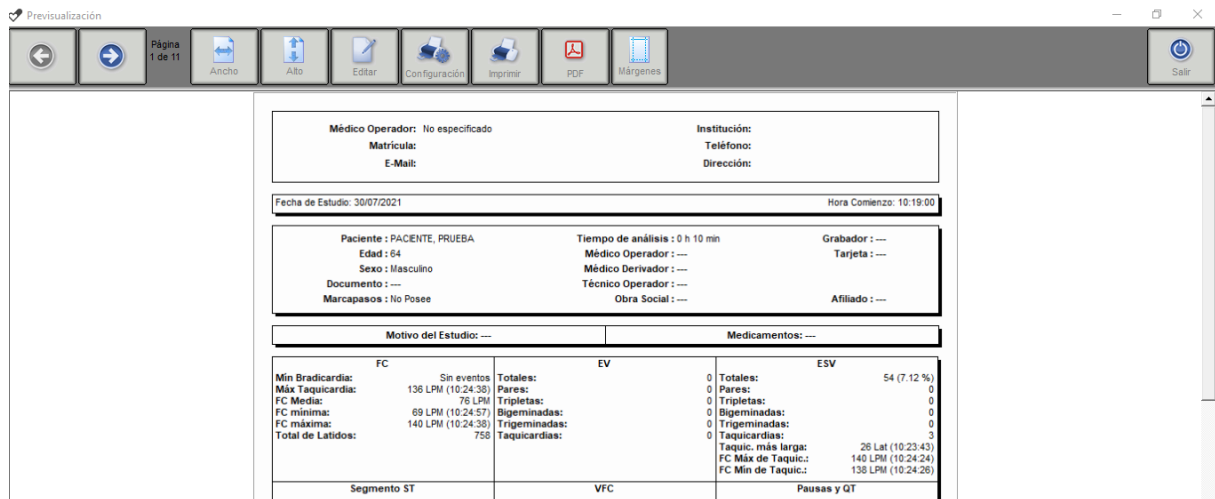 Previsualización
Página
1 de 11
Ancho
Alto
Editar
Configuración
Imprimir
PDF
Márgenes
Salir
Médico Operador: No especificado Institución:
Matrícula: Teléfono:
E-Mail: Dirección:
Fecha de Estudio: 30/07/2021 Hora Comienzo: 10:19:00
Paciente : PACIENTE, PRUEBA Tiempo de análisis : 0 h 10 min Grabador : ---
Edad : 64 Médico Operador : --- Tarjeta : ---
Sexo : Masculino Médico Derivador : ---
Documento : --- Técnico Operador : ---
Marcapasos : No Posee Obra Social : --- Afiliado : ---
Motivo del Estudio: --- Medicamentos: ---
FC EV ESV
Min Bradicardia: Sin eventos Totales: 0 Totales: 54 (7.12 %)
Máx Taquicardia: 136 LPM (10:24:38) Pares: 0 Pares: 0
FC Media: 76 LPM Tripletas: 0 Tripletas: 0
FC mínima: 69 LPM (10:24:57) Bigeminadas: 0 Bigeminadas: 0
FC máxima: 140 LPM (10:24:38) Trigeminadas: 0 Trigeminadas: 0
Total de Latidos: 758 Taquicardias: 0 Taquicardias: 3
Taquic. más larga: 26 Lat (10:23:43)
FC Máx de Taquic.: 140 LPM (10:24:24)
FC Min de Taquic.: 138 LPM (10:24:26)
Segmento ST VFC Pausas y QT